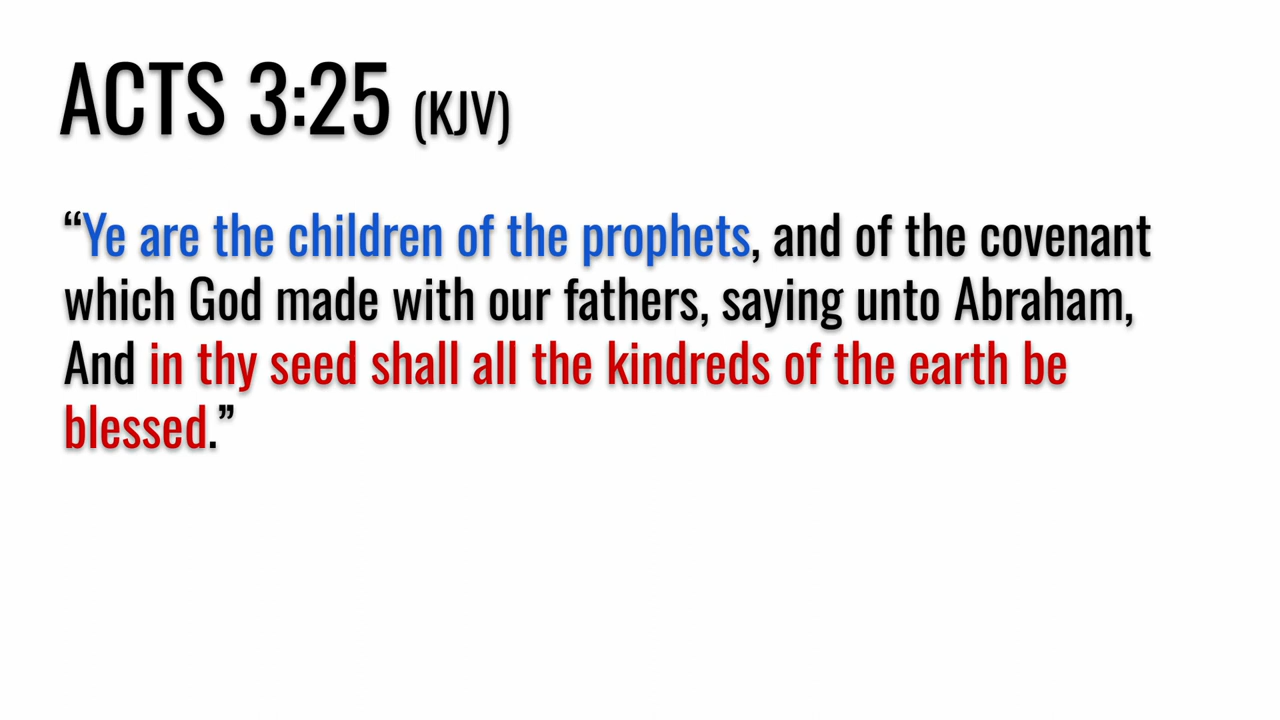 ACTS 3:25 (KJV)
“Ye are the children of the prophets, and of the covenant
which God made with our fathers, saying unto Abraham,
And in thy seed shall all the kindreds of the earth be
blessed.”